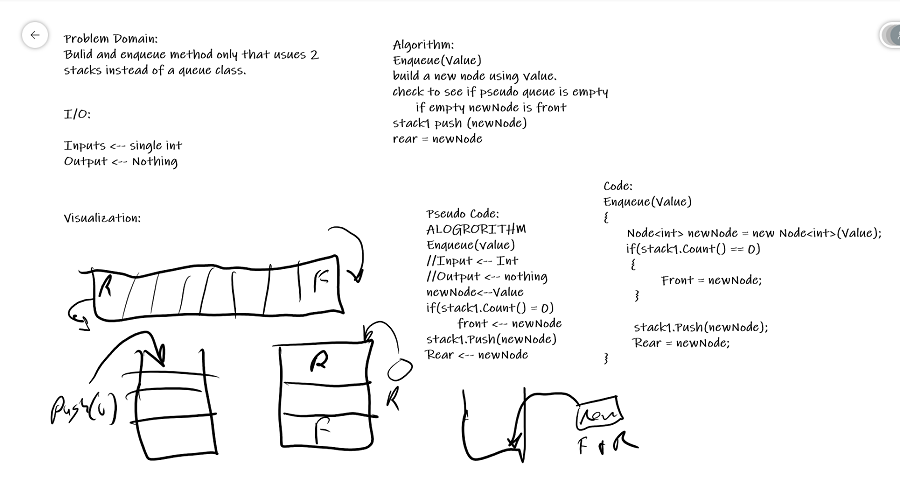 Problem Domain:
Bulid and enqueue method only that usues 2
stacks instead of a queue class.
I/O:
Inputs <-- single int
Output <-- Nothing
Visualization:
R F
Push(v)
R
F
R
Algorithm:
Enqueue(Value)
build a new node using value.
check to see if pseudo queue is empty
if empty newNode is front
stack1 push (newNode)
rear = newNode
Pseudo Code:
ALOGRORITHM
Enqueue(value)
//Input <-- Int
//Output <-- nothing
newNode<--Value
if(stack1.Count() = 0)
front <-- newNode
stack1.Push(newNode)
Rear <-- newNode
Code:
Enqueue(Value)
{
Node<int> newNode = new Node<int>(Value);
if(stack1.Count() == 0)
{
Front = newNode;
}
stack1.Push(newNode);
Rear = newNode;
}
F + R